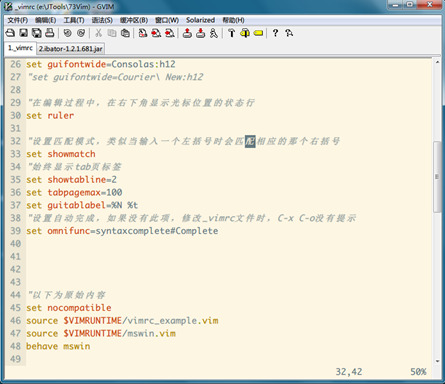 _vimrc (e:\UTools\73Vim) - GVIM
文件(F) 编辑(E) 工具(T) 语法(S) 缓冲区(B) 窗口(W) Solarized 帮助(H)
1._vimrc 2.ibator-1.2.1.681.jar
26 set guifontwide=Consolas:h12
27 "set guifontwide=Courier\ New:h12
28
29 "在编辑过程中，在右下角显示光标位置的状态行
30 set ruler
31
32 "设置匹配模式，类似当输入一个左括号时会匹配相应的那个右括号
33 set showmatch
34 "始终显示tab页标签
35 set showtabline=2
36 set tabpagemax=100
37 set guitablabel=%N %t
38 "设置自动完成，如果没有此项，修改_vimrc文件时，C-x C-o没有提示
39 set omnifunc=syntaxcomplete#Complete
40
41
42
43
44 "以下为原始内容
45 set nocompatible
46 source $VIMRUNTIME/vimrc_example.vim
47 source $VIMRUNTIME/mswin.vim
48 behave mswin
49
32,42 50%